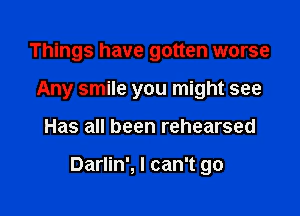 Things have gotten worse
Any smile you might see
Has all been rehearsed
Darlin', I can't go